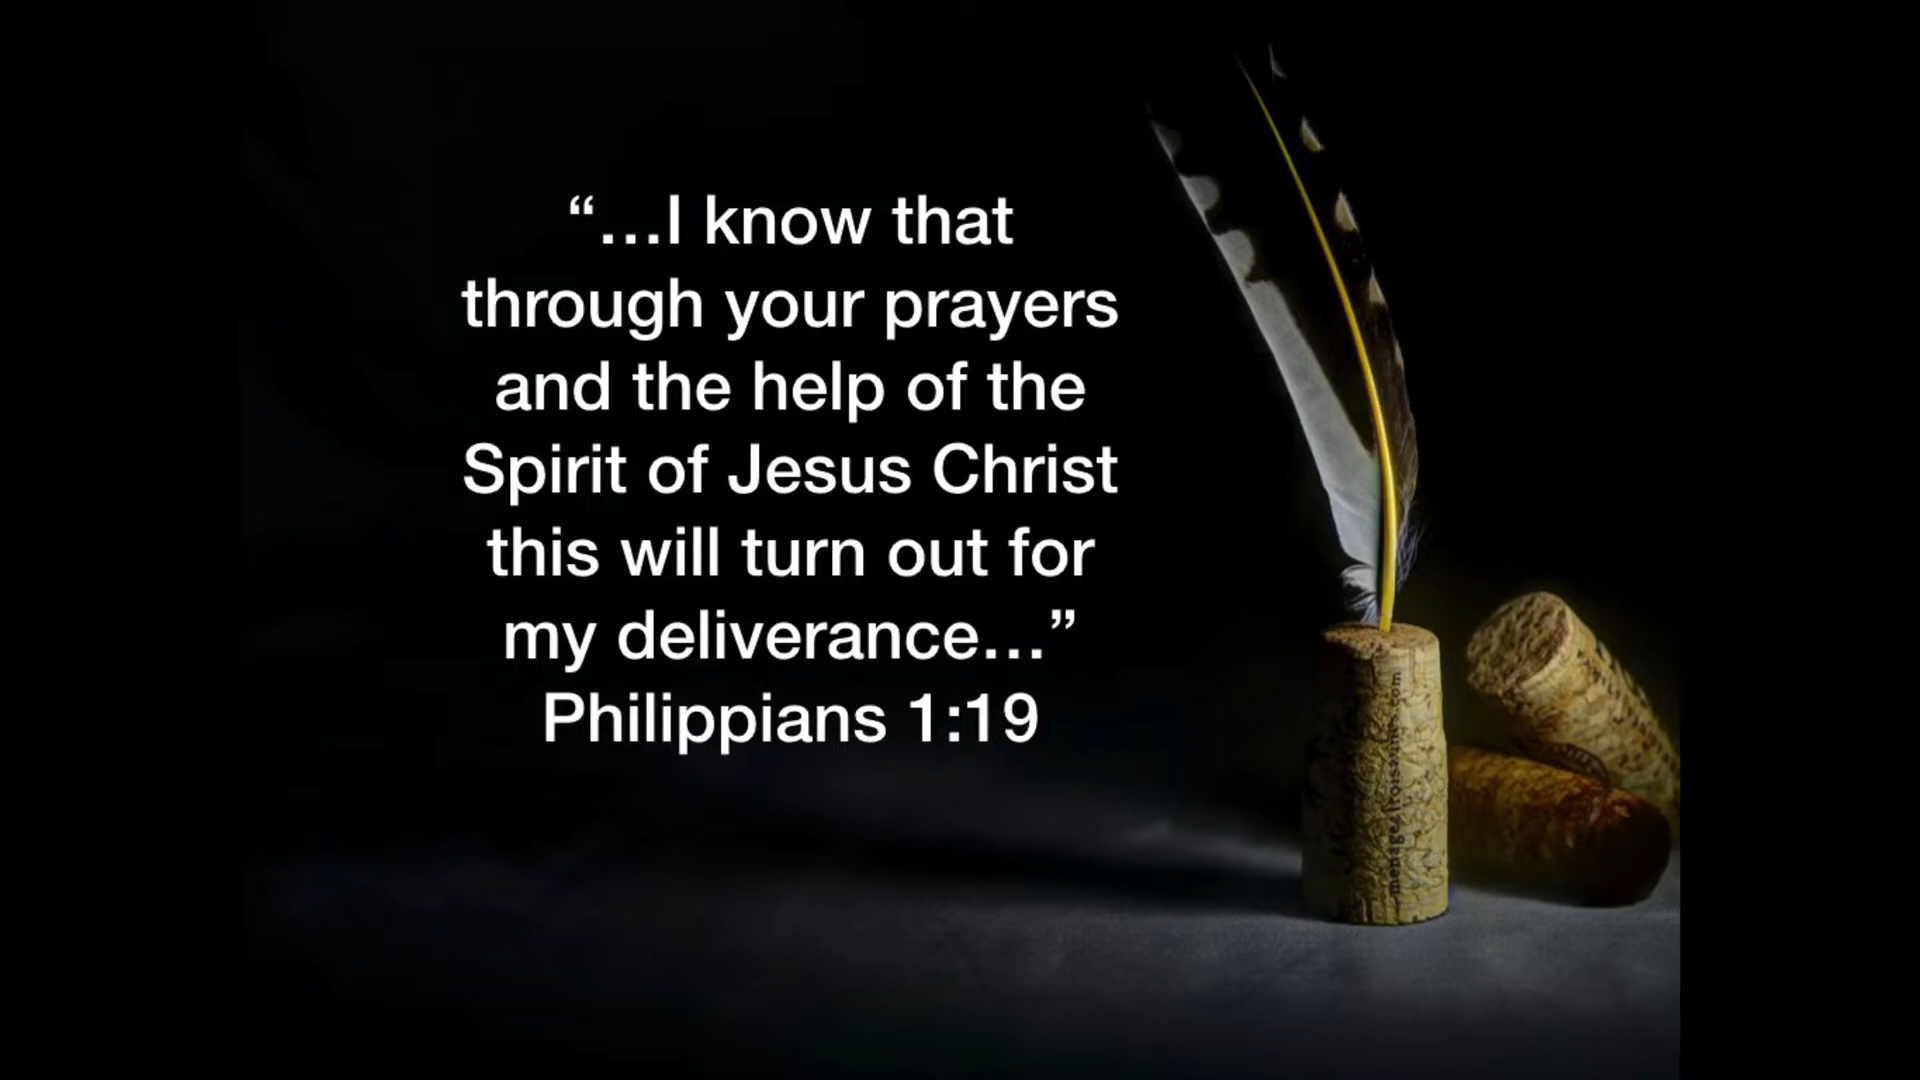 “…I know that
through your prayers
and the help of the
Spirit of Jesus Christ
this will turn out for
my deliverance…”
Philippians 1:19